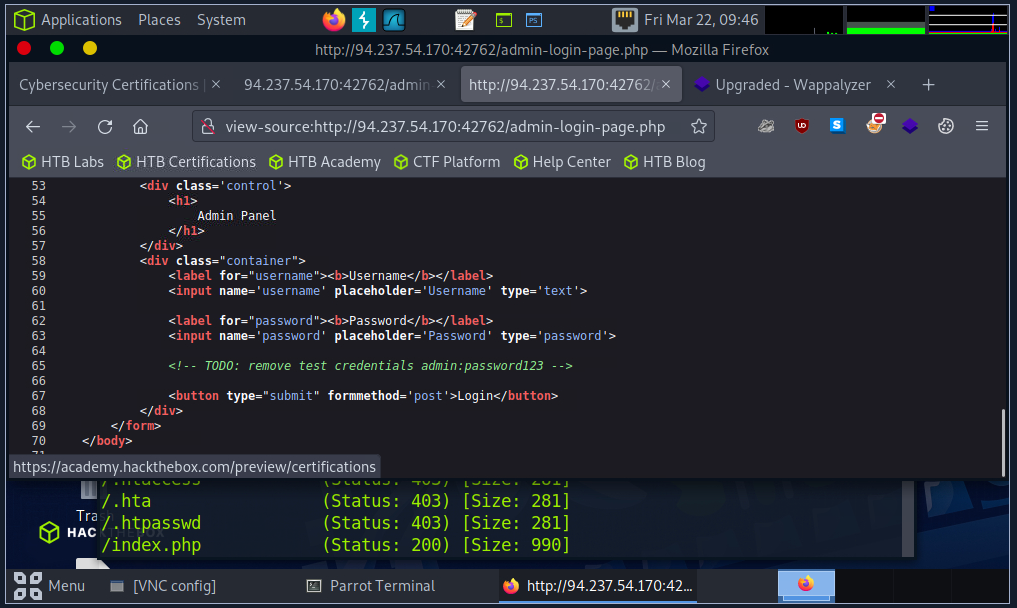 Applications Places System Fri Mar 22, 09:46
http://94.237.54.170:42762/admin-login-page.php — Mozilla Firefox
Cybersecurity Certifications 94.237.54.170:42762/admin http://94.237.54.170:42762/ Upgraded - Wappalyzer
view-source:http://94.237.54.170:42762/admin-login-page.php
HTB Labs HTB Certifications HTB Academy CTF Platform Help Center HTB Blog
53 <div class='control'>
54 <h1>
55 Admin Panel
56 </h1>
57 </div>
58 <div class="container">
59 <label for="username"><b>Username</b></label>
60 <input name='username' placeholder='Username' type='text'>
61
62 <label for="password"><b>Password</b></label>
63 <input name='password' placeholder='Password' type='password'>
64
65 <!-- TODO: remove test credentials admin:password123 -->
66
67 <button type="submit" formmethod='post'>Login</button>
68 </div>
69 </form>
70 </body>
71
https://academy.hackthebox.com/preview/certifications
/.htaccess (Status: 403) [Size: 281]
/.hta (Status: 403) [Size: 281]
/.htpasswd (Status: 403) [Size: 281]
/index.php (Status: 200) [Size: 990]
Menu [VNC config] Parrot Terminal http://94.237.54.170:42...